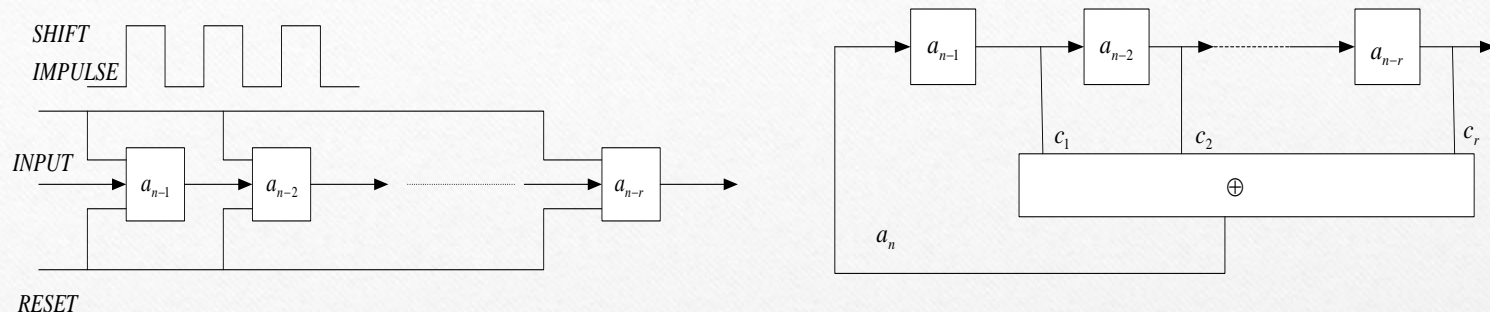 SHIFT
IMPULSE
INPUT
a_{n-1}
a_{n-2}
a_{n-r}
RESET
a_{n-1}
a_{n-2}
a_{n-r}
c_1
c_2
c_r
⊕
a_n